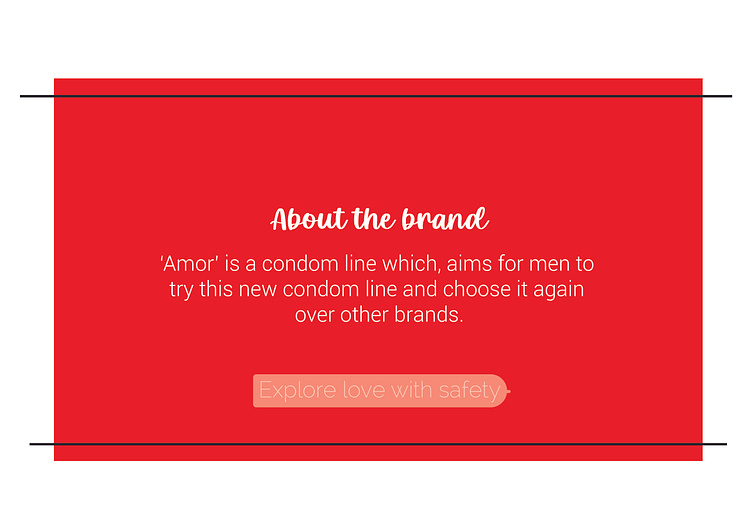 About the brand
‘Amor’ is a condom line which, aims for men to
try this new condom line and choose it again
over other brands.
Explore love with safety